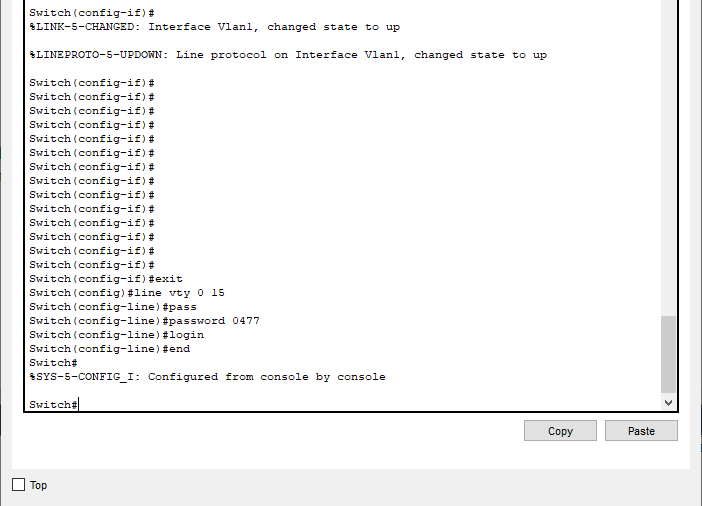 Switch(config-if)#
%LINK-5-CHANGED: Interface Vlan1, changed state to up
%LINEPROTO-5-UPDOWN: Line protocol on Interface Vlan1, changed state to up
Switch(config-if)#
Switch(config-if)#
Switch(config-if)#
Switch(config-if)#
Switch(config-if)#
Switch(config-if)#
Switch(config-if)#
Switch(config-if)#
Switch(config-if)#
Switch(config-if)#
Switch(config-if)#
Switch(config-if)#
Switch(config-if)#
Switch(config-if)#
Switch(config-if)#exit
Switch(config)#line vty 0 15
Switch(config-line)#pass
Switch(config-line)#password 0477
Switch(config-line)#login
Switch(config-line)#end
Switch#
%SYS-5-CONFIG_I: Configured from console by console
Switch#
Copy Paste
Top